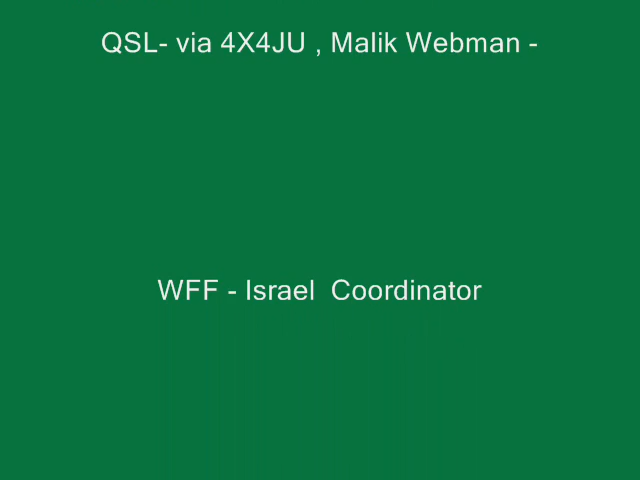 QSL- via 4X4JU , Malik Webman -
WFF - Israel  Coordinator